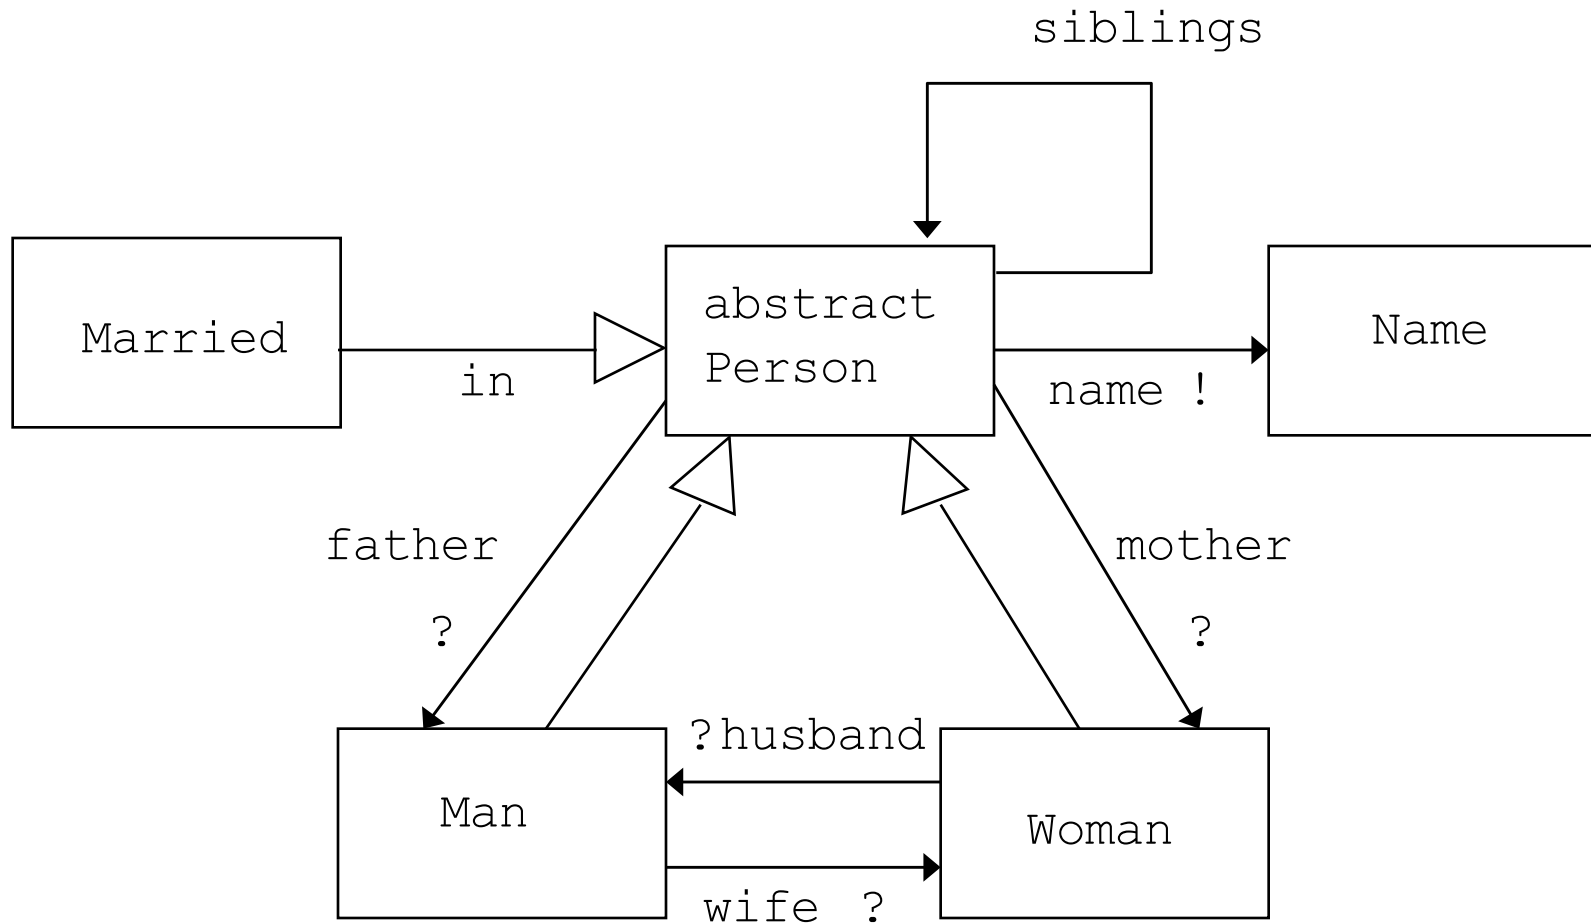 siblings
Married
in
abstract
Person
name !
Name
father
?
mother
?
?husband
Man
Woman
wife ?